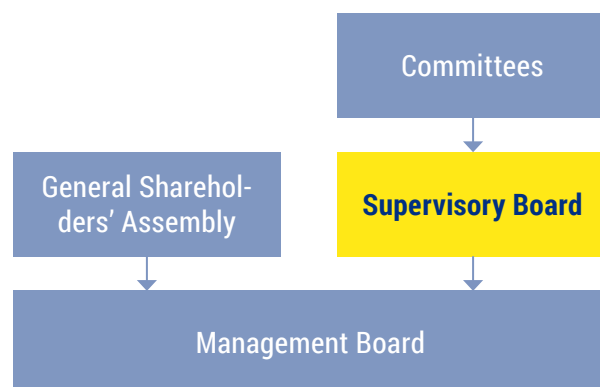 Committees
General Sharehol-
ders’ Assembly
Supervisory Board
Management Board